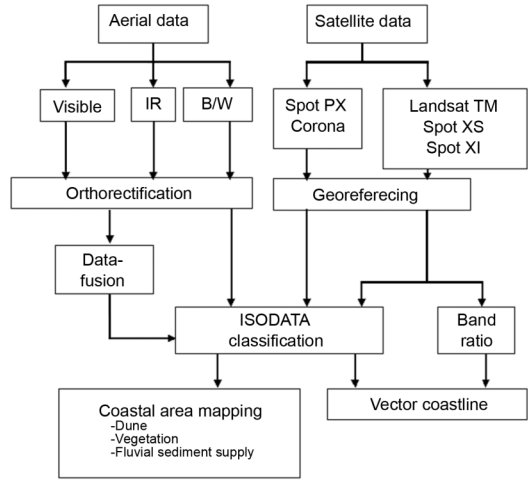 Aerial data
Satellite data
Visible
IR
B/W
Spot PX
Corona
Landsat TM
Spot XS
Spot XI
Orthorectification
Georeferecing
Data-
fusion
ISODATA
classification
Band
ratio
Coastal area mapping
-Dune
-Vegetation
-Fluvial sediment supply
Vector coastline